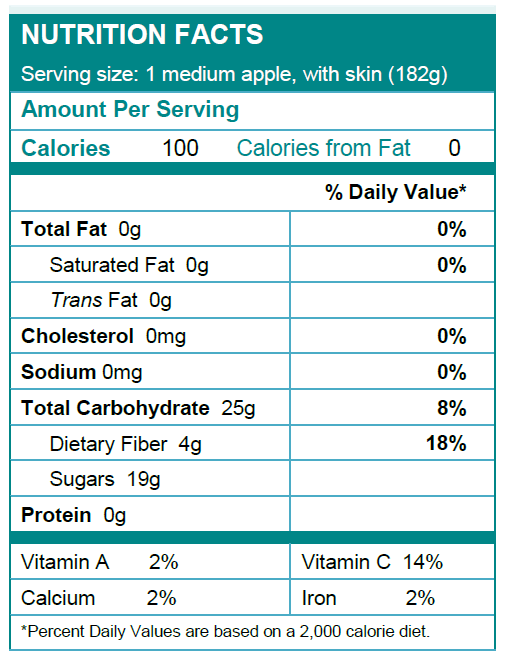 NUTRITION FACTS
Serving size: 1 medium apple, with skin (182g)
Amount Per Serving
Calories 100 Calories from Fat 0
% Daily Value*
Total Fat 0g 0%
Saturated Fat 0g 0%
Trans Fat 0g
Cholesterol 0mg 0%
Sodium 0mg 0%
Total Carbohydrate 25g 8%
Dietary Fiber 4g 18%
Sugars 19g
Protein 0g
Vitamin A 2% Vitamin C 14%
Calcium 2% Iron 2%
*Percent Daily Values are based on a 2,000 calorie diet.